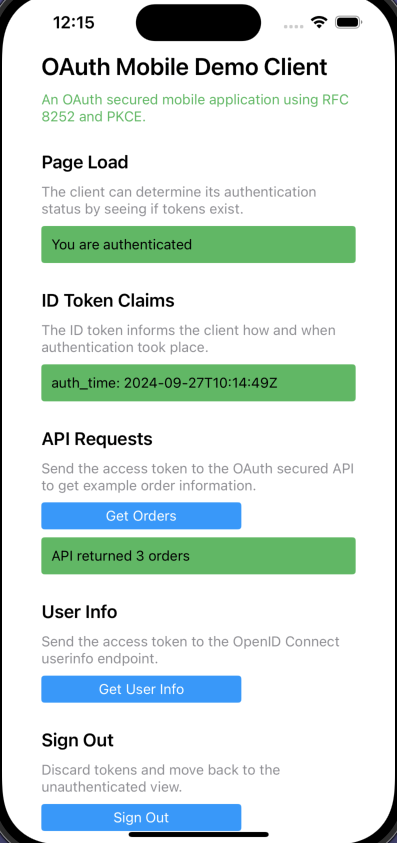 12:15
OAuth Mobile Demo Client
An OAuth secured mobile application using RFC
8252 and PKCE.
Page Load
The client can determine its authentication
status by seeing if tokens exist.
You are authenticated
ID Token Claims
The ID token informs the client how and when
authentication took place.
auth_time: 2024-09-27T10:14:49Z
API Requests
Send the access token to the OAuth secured API
to get example order information.
Get Orders
API returned 3 orders
User Info
Send the access token to the OpenID Connect
userinfo endpoint.
Get User Info
Sign Out
Discard tokens and move back to the
unauthenticated view.
Sign Out